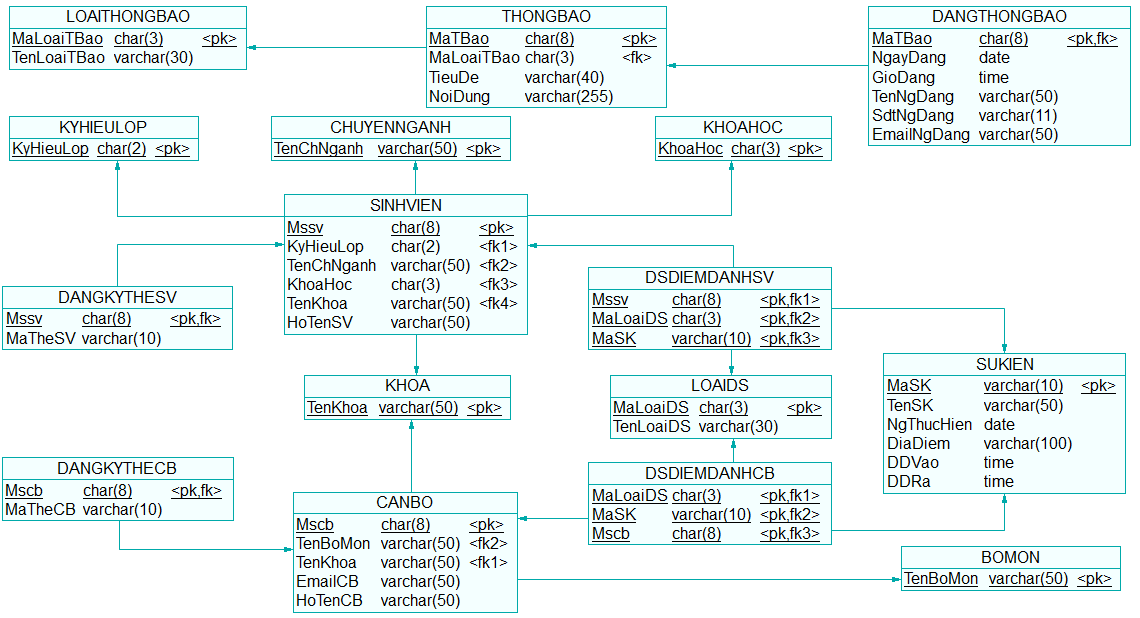 LOAITHONGBAO
MaLoaiTBao char(3) <pk>
TenLoaiTBao varchar(30)
THONGBAO
MaTBao char(8) <pk>
MaLoaiTBao char(3) <fk>
TieuDe varchar(40)
NoiDung varchar(255)
DANGTHONGBAO
MaTBao char(8) <pk,fk>
NgayDang date
GioDang time
TenNgDang varchar(50)
SdtNgDang varchar(11)
EmailNgDang varchar(50)
KYHIEULOP
KyHieuLop char(2) <pk>
CHUYENNGANH
TenChNganh varchar(50) <pk>
KHOAHOC
KhoaHoc char(3) <pk>
SINHVIEN
Mssv char(8) <pk>
KyHieuLop char(2) <fk1>
TenChNganh varchar(50) <fk2>
KhoaHoc char(3) <fk3>
TenKhoa varchar(50) <fk4>
HoTenSV varchar(50)
DANGKYTHESV
Mssv char(8) <pk,fk>
MaTheSV varchar(10)
DSDIEMDANHSV
Mssv char(8) <pk,fk1>
MaLoaiDS char(3) <pk,fk2>
MaSK varchar(10) <pk,fk3>
KHOA
TenKhoa varchar(50) <pk>
LOAIDS
MaLoaiDS char(3) <pk>
TenLoaiDS varchar(30)
SUKIEN
MaSK varchar(10) <pk>
TenSK varchar(50)
NgThucHien date
DiaDiem varchar(100)
DDVao time
DDRa time
DANGKYTHECB
Mscb char(8) <pk,fk>
MaTheCB varchar(10)
CANBO
Mscb char(8) <pk>
TenBoMon varchar(50) <fk2>
TenKhoa varchar(50) <fk1>
EmailCB varchar(50)
HoTenCB varchar(50)
DSDIEMDANHCB
MaLoaiDS char(3) <pk,fk1>
MaSK varchar(10) <pk,fk2>
Mscb char(8) <pk,fk3>
BOMON
TenBoMon varchar(50) <pk>